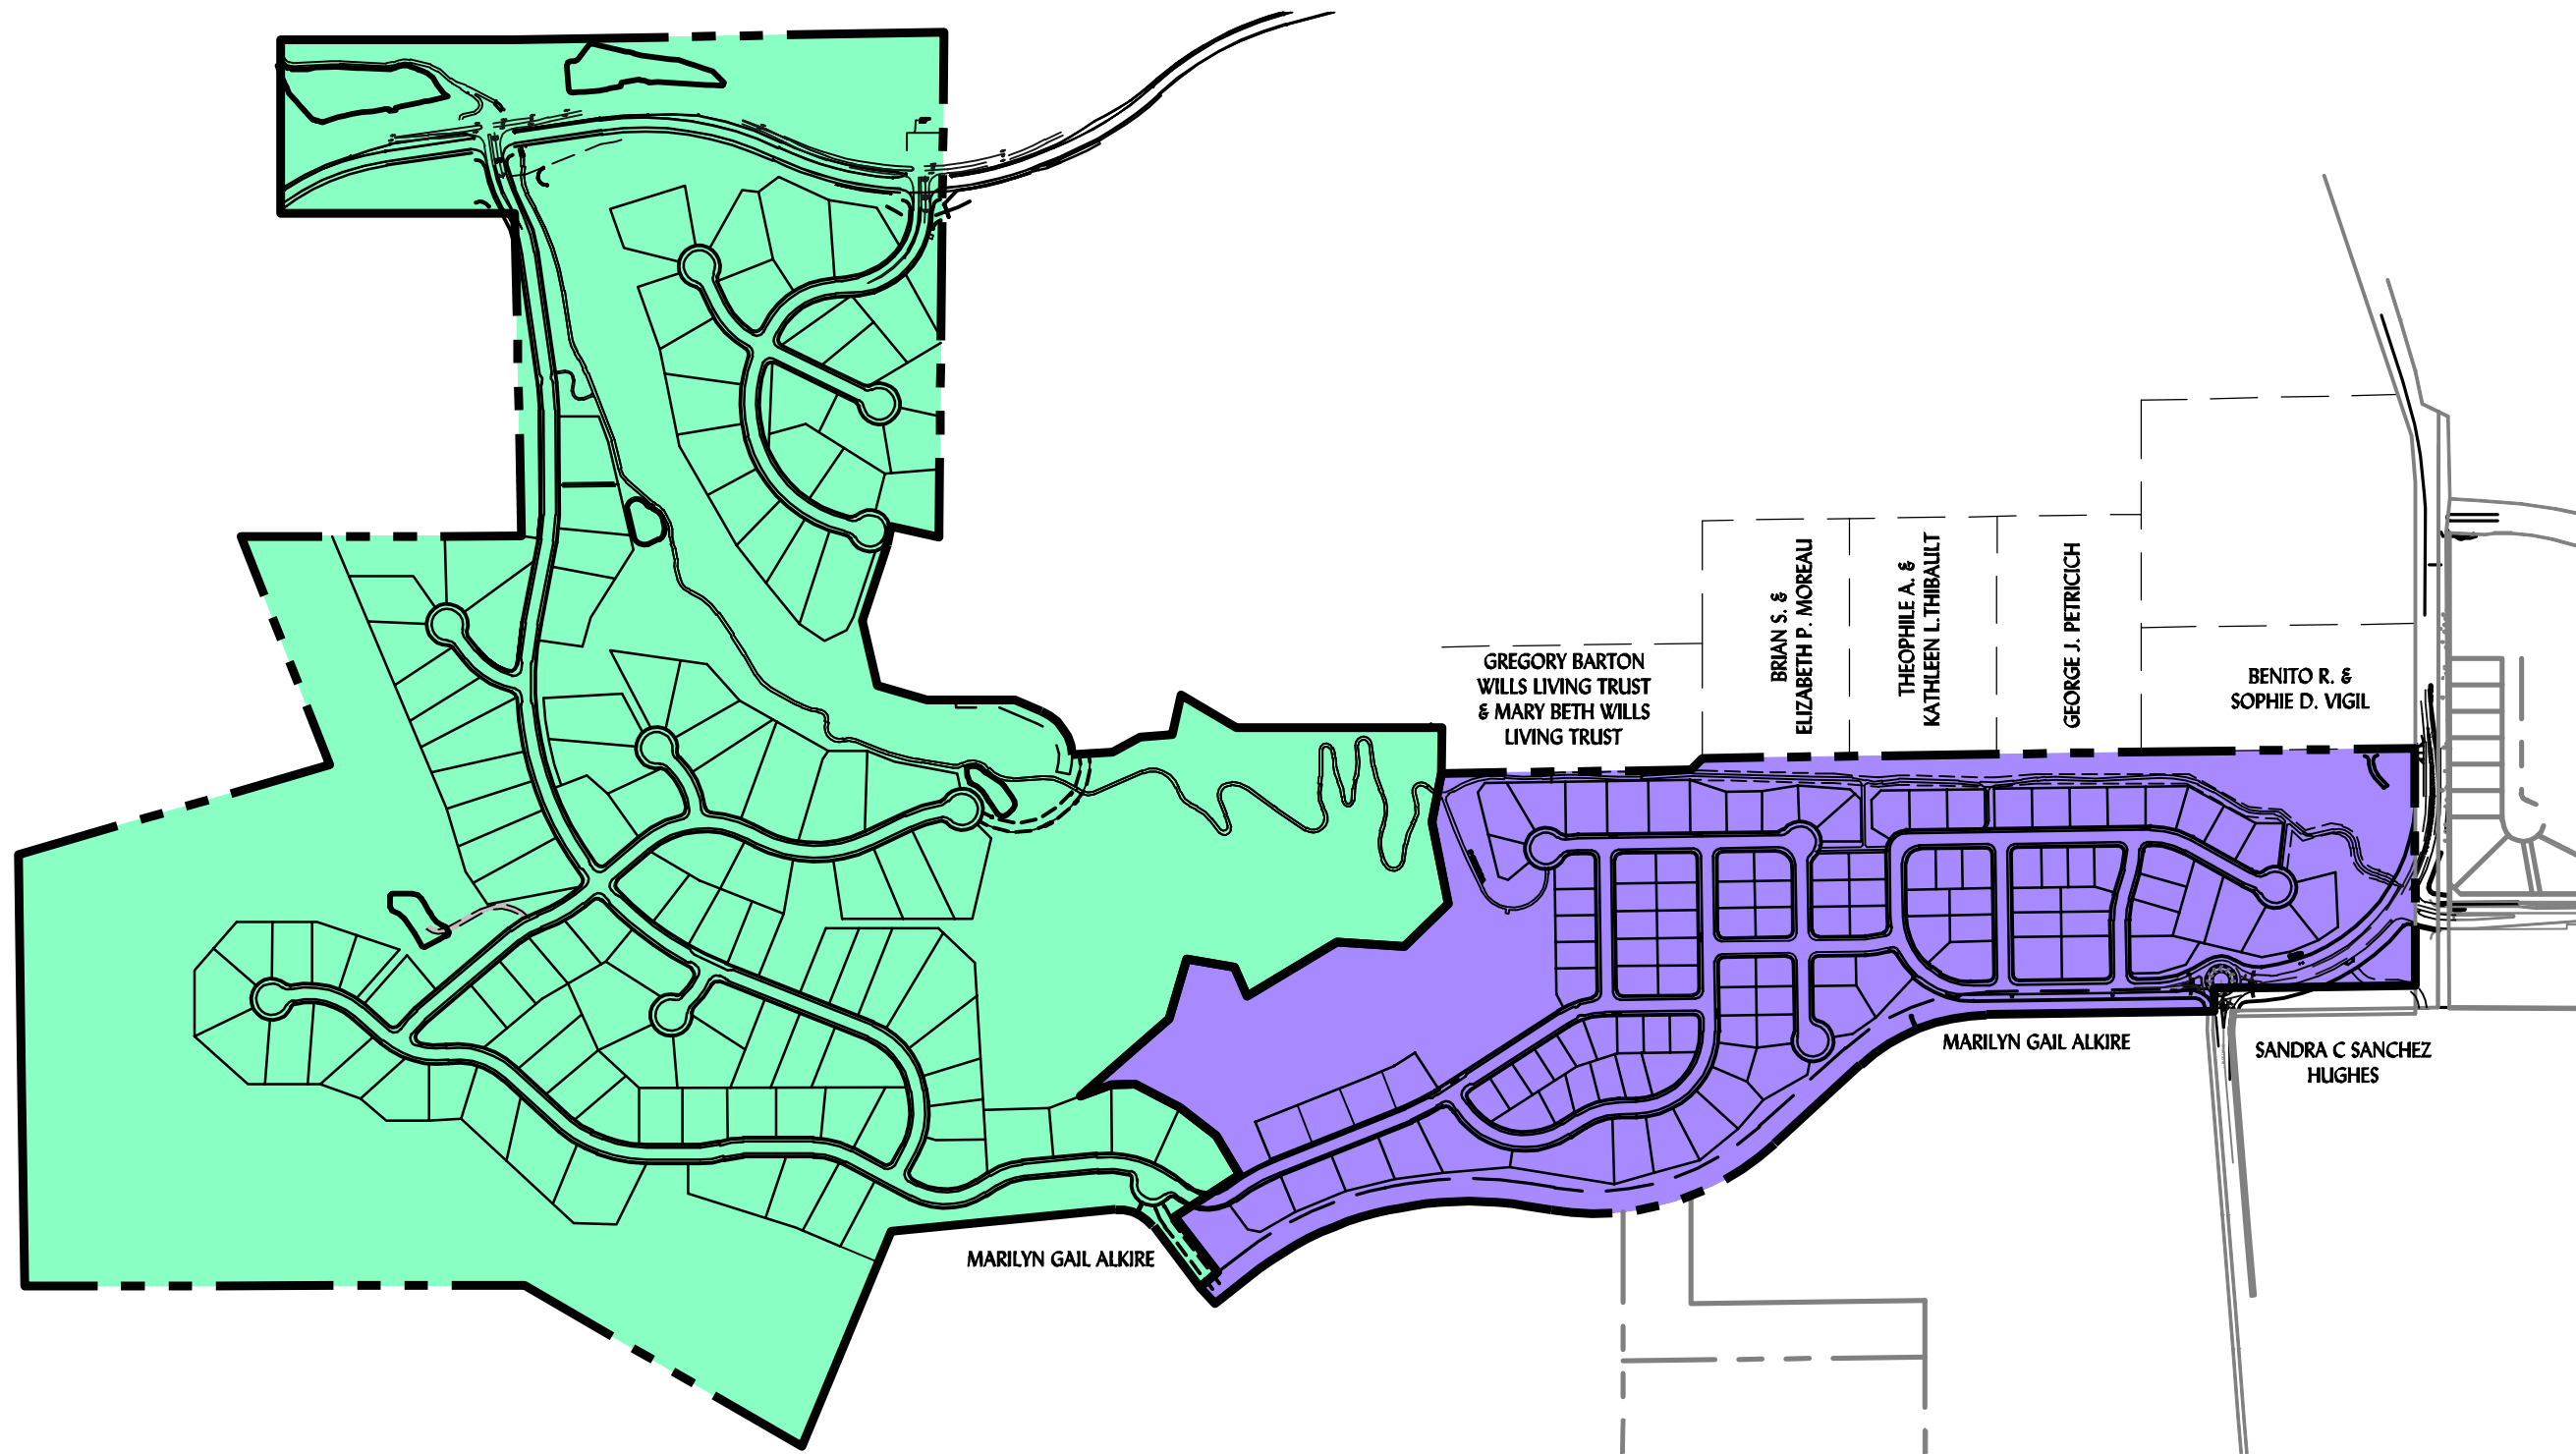 GREGORY BARTON
WILLS LIVING TRUST
& MARY BETH WILLS
LIVING TRUST
BRIAN S. &
ELIZABETH P. MOREAU
THEOPHILE A. &
KATHLEEN L.THIBAULT
GEORGE J. PETRICICH
BENITO R. &
SOPHIE D. VIGIL
MARILYN GAIL ALKIRE
SANDRA C SANCHEZ
HUGHES
MARILYN GAIL ALKIRE